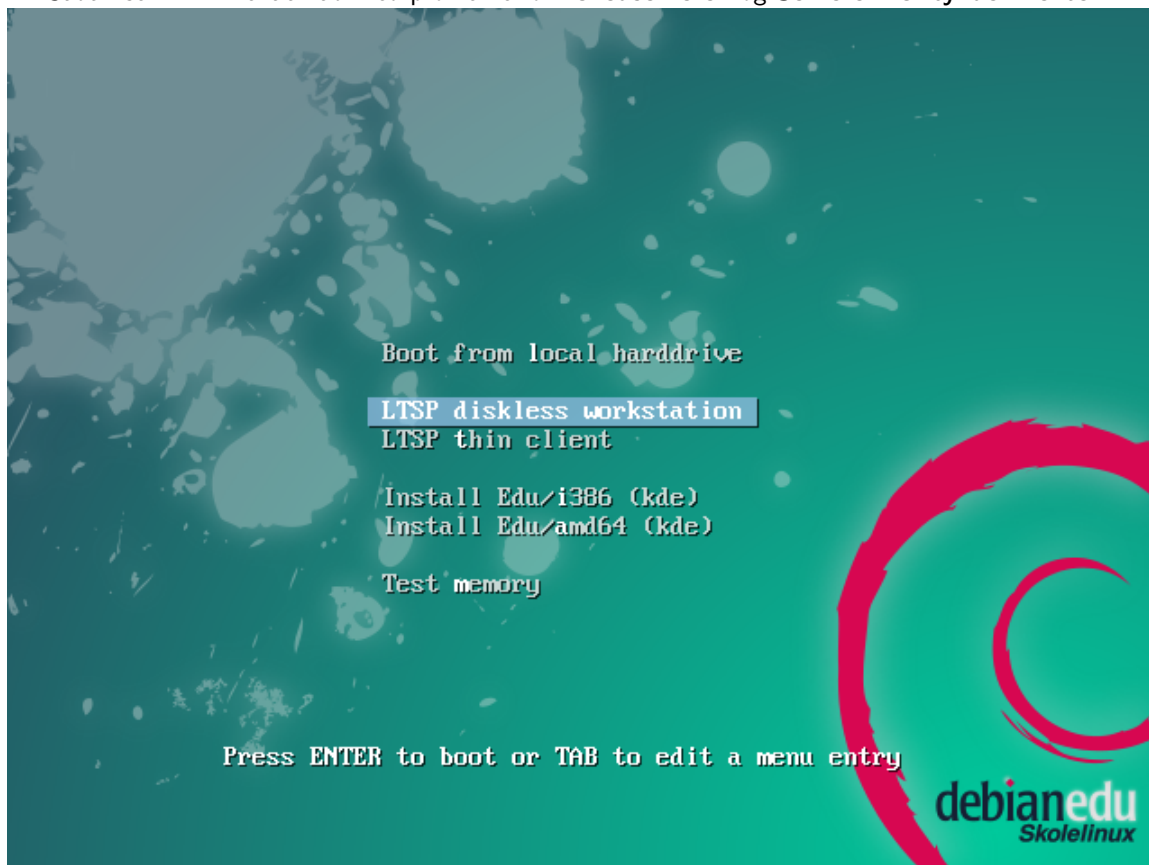 Boot from local harddrive
LTSP diskless workstation
LTSP thin client
Install Edu/i386 (kde)
Install Edu/amd64 (kde)
Test memory
Press ENTER to boot or TAB to edit a menu entry
debianedu
Skolelinux